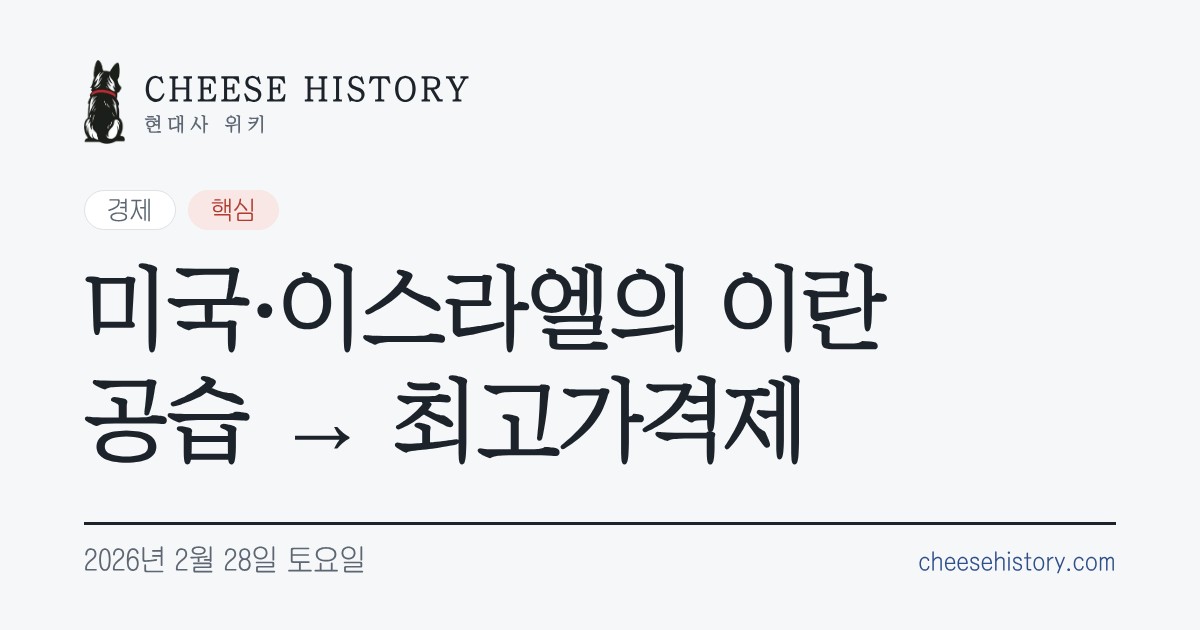 CHEESE HISTORY
현대사 위키
경제 핵심
미국·이스라엘의 이란
공습 → 최고가격제
2026년 2월 28일 토요일
cheesehistory.com